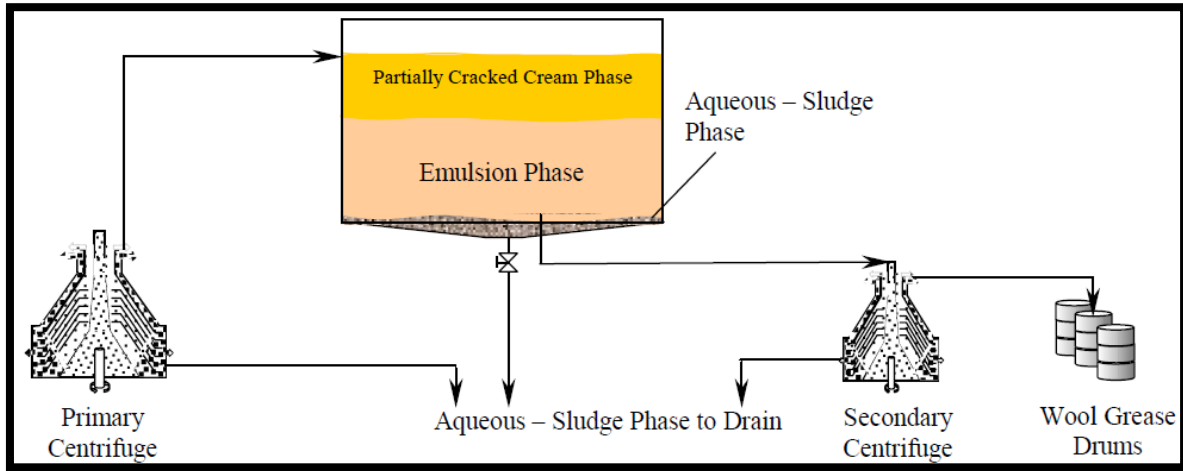 Partially Cracked Cream Phase
Aqueous – Sludge
Phase
Emulsion Phase
Primary
Centrifuge
Aqueous – Sludge Phase to Drain
Secondary
Centrifuge
Wool Grease
Drums